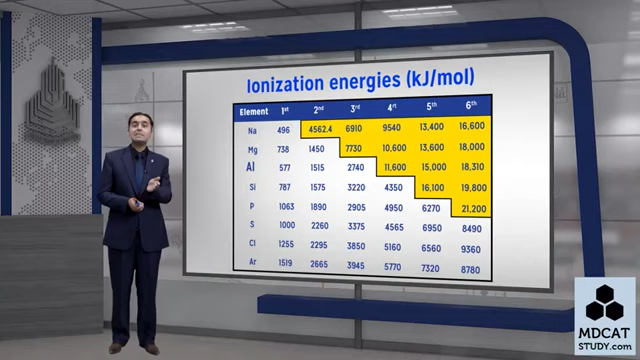 Ionization energies (kJ/mol)
Element 1st 2nd 3rd 4rt 5th 6th
Na 496 4562.4 6910 9540 13,400 16,600
Mg 738 1450 7730 10,600 13,600 18,000
Al 577 1515 2740 11,600 15,000 18,310
Si 787 1575 3220 4350 16,100 19,800
P 1063 1890 2905 4950 6270 21,200
S 1000 2260 3375 4565 6950 8490
Cl 1255 2295 3850 5160 6560 9360
Ar 1519 2665 3945 5770 7320 8780
MDCAT
STUDY.com